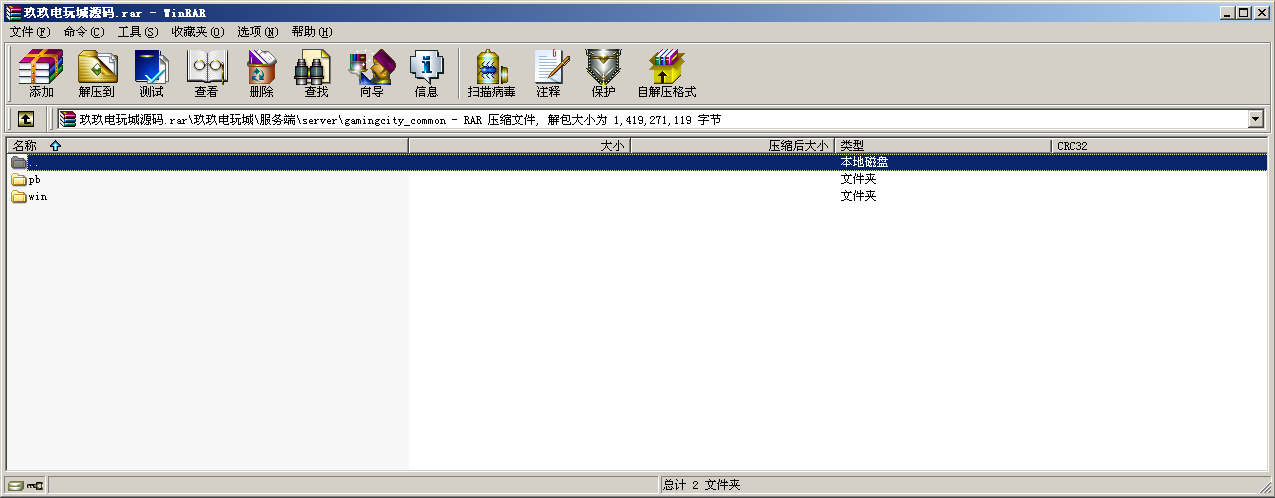 玖玖电玩城源码.rar - WinRAR
文件(F) 命令(C) 工具(S) 收藏夹(O) 选项(N) 帮助(H)
添加 解压到 测试 查看 删除 查找 向导 信息 扫描病毒 注释 保护 自解压格式
玖玖电玩城源码.rar\玖玖电玩城\服务端\server\gamingcity_common - RAR 压缩文件, 解包大小为 1,419,271,119 字节
名称 大小 压缩后大小 类型 CRC32
.. 本地磁盘
pb 文件夹
win 文件夹
总计 2 文件夹